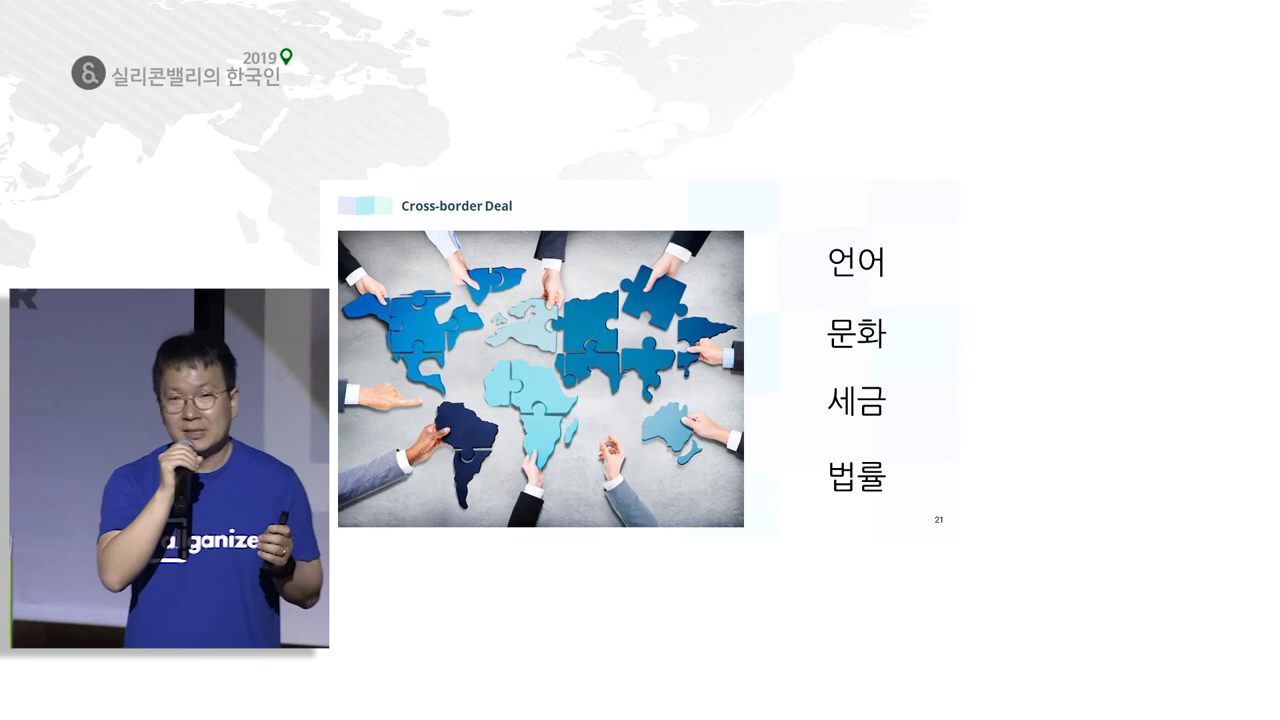 2019
& 실리콘밸리의 한국인
Cross-border Deal
언어
문화
세금
법률
21
R
allganize